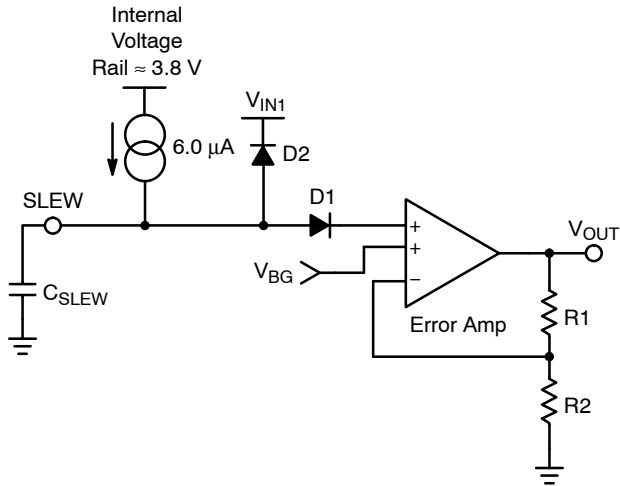 Internal
Voltage
Rail ≈ 3.8 V
VIN1
6.0 μA
D2
SLEW
D1
+
+
−
VBG
VOUT
CSLEW
Error Amp
R1
R2